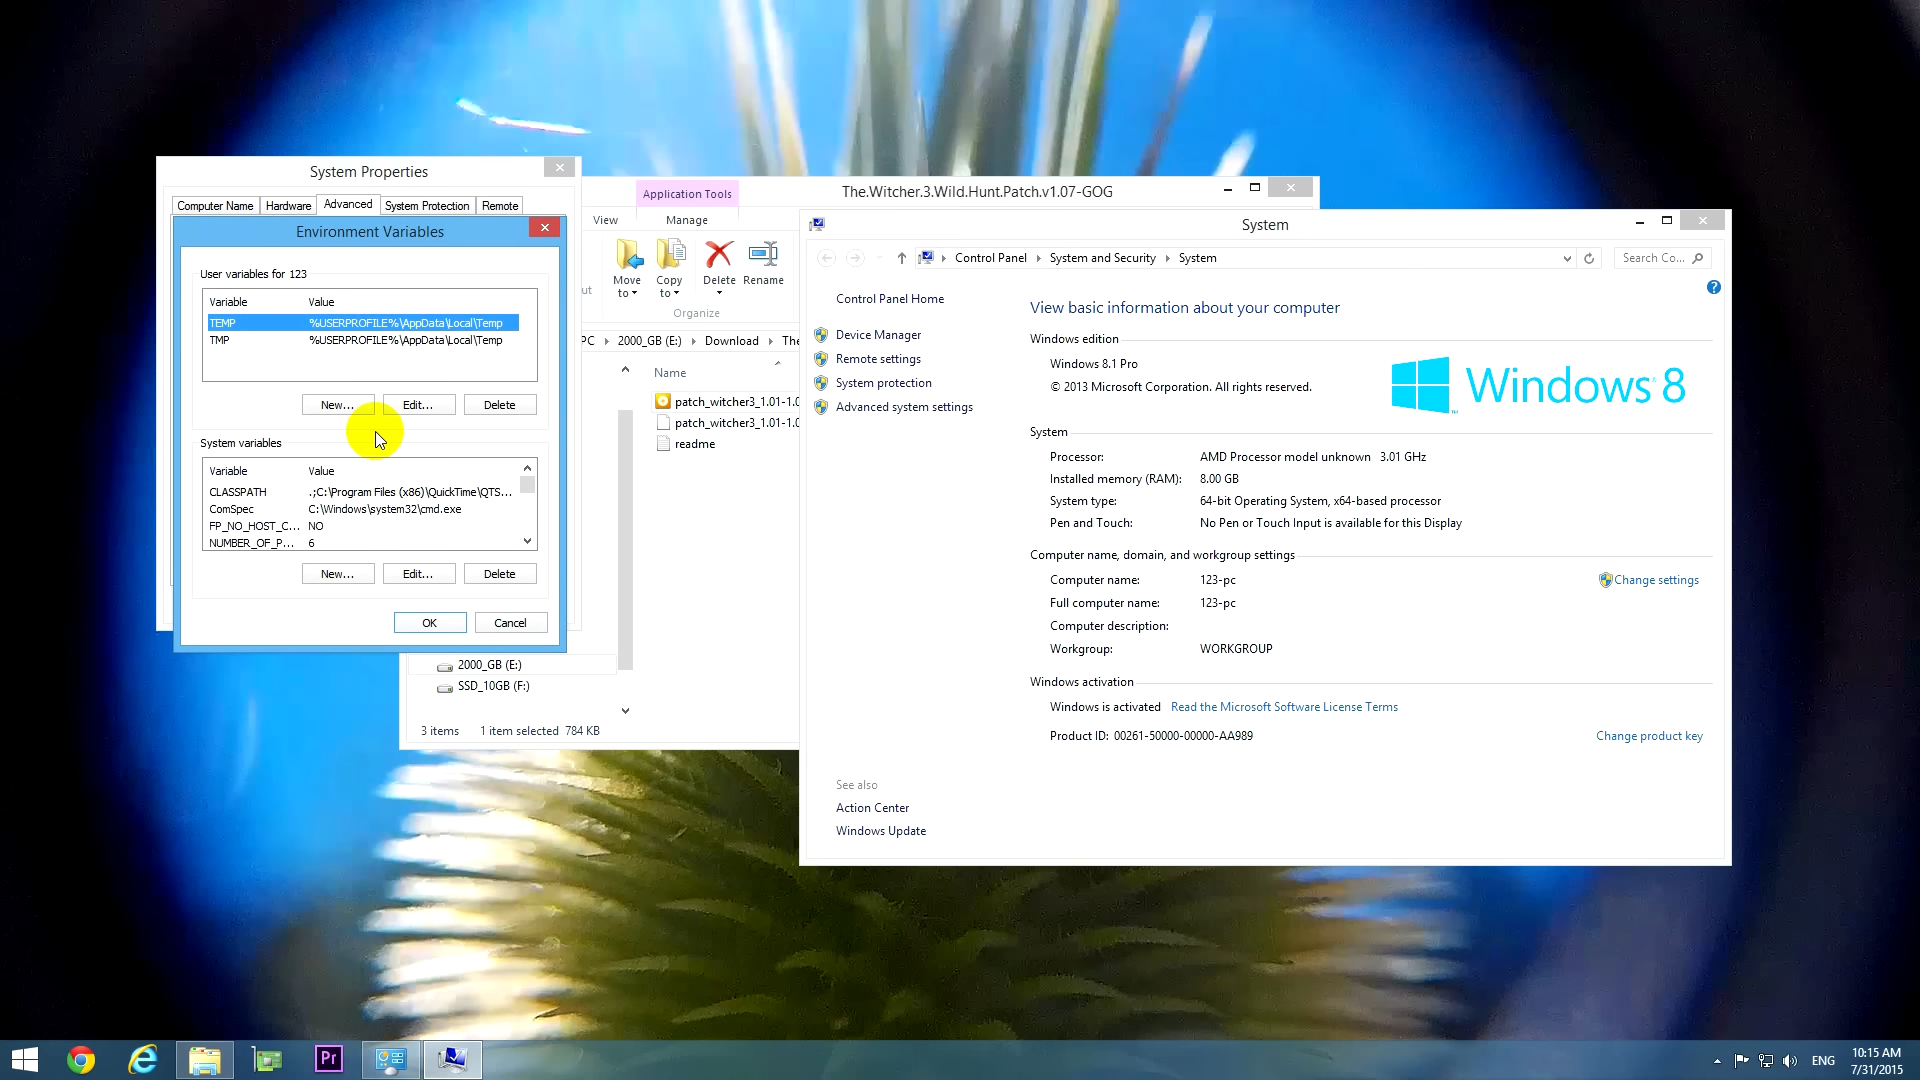 System Properties
Computer Name
Hardware
Advanced
System Protection
Remote
Environment Variables
User variables for 123
Variable Value
TEMP %USERPROFILE%\AppData\Local\Temp
TMP %USERPROFILE%\AppData\Local\Temp
New... Edit... Delete
System variables
Variable Value
CLASSPATH .;C:\Program Files (x86)\QuickTime\QTS...
ComSpec C:\Windows\system32\cmd.exe
FP_NO_HOST_C... NO
NUMBER_OF_P... 6
New... Edit... Delete
OK Cancel
Application Tools
The.Witcher.3.Wild.Hunt.Patch.v1.07-GOG
View Manage
Move to
Copy to
Delete
Rename
Organize
PC 2000_GB (E:) Download The
Name
patch_witcher3_1.01-1.0
patch_witcher3_1.01-1.0
readme
2000_GB (E:)
SSD_10GB (F:)
3 items 1 item selected 784 KB
System
Control Panel System and Security System
Search Co...
Control Panel Home
Device Manager
Remote settings
System protection
Advanced system settings
See also
Action Center
Windows Update
View basic information about your computer
Windows edition
Windows 8.1 Pro
© 2013 Microsoft Corporation. All rights reserved.
Windows 8
System
Processor: AMD Processor model unknown 3.01 GHz
Installed memory (RAM): 8.00 GB
System type: 64-bit Operating System, x64-based processor
Pen and Touch: No Pen or Touch Input is available for this Display
Computer name, domain, and workgroup settings
Computer name: 123-pc
Change settings
Full computer name: 123-pc
Computer description:
Workgroup: WORKGROUP
Windows activation
Windows is activated Read the Microsoft Software License Terms
Product ID: 00261-50000-00000-AA989
Change product key
Pr
ENG
10:15 AM
7/31/2015